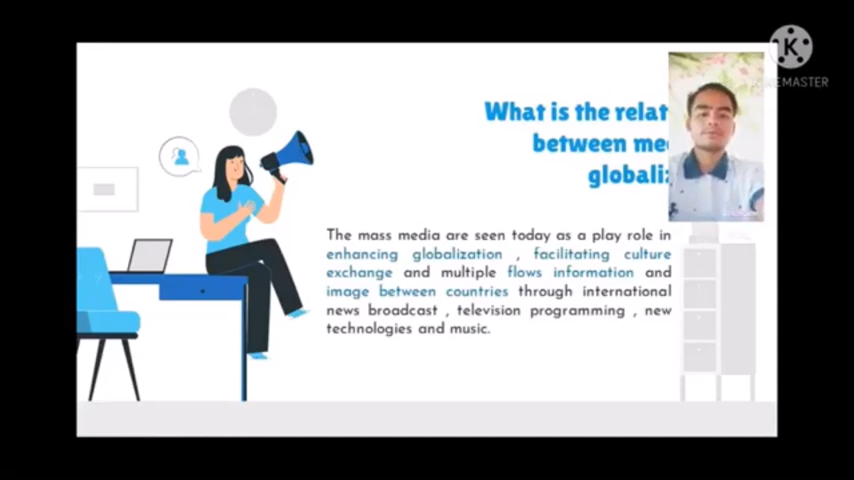 What is the relat
between me
globali
The mass media are seen today as a play role in
enhancing globalization , facilitating culture
exchange and multiple flows information and
image between countries through international
news broadcast , television programming , new
technologies and music.
K
KINEMASTER